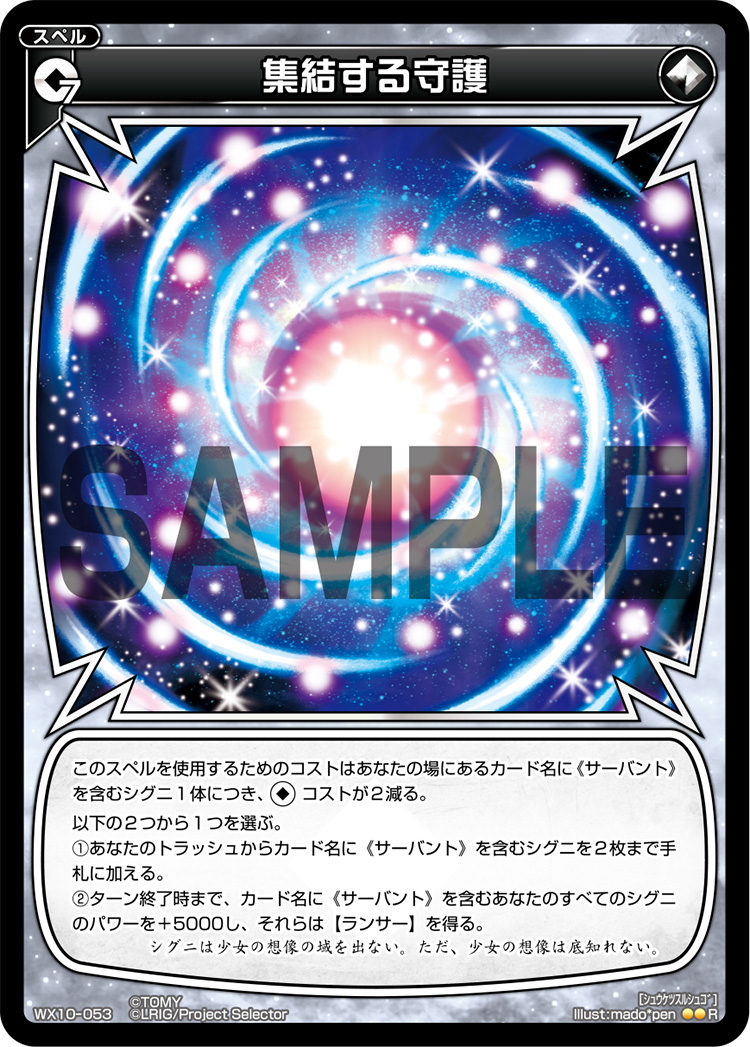 スペル
集結する守護
SAMPLE
このスペルを使用するためのコストはあなたの場にあるカード名に《サーバント》
を含むシグニ1体につき、 コストが2減る。
以下の2つから1つを選ぶ。
①あなたのトラッシュからカード名に《サーバント》を含むシグニを2枚まで手
札に加える。
②ターン終了時まで、カード名に《サーバント》を含むあなたのすべてのシグニ
のパワーを+5000し、それらは【ランサー】を得る。
シグニは少女の想像の域を出ない。ただ、少女の想像は底知れない。
[シュウケツスルシュゴ]
WX10-053 ©TOMY
©LRIG/Project Selector
Illust:mado*pen R